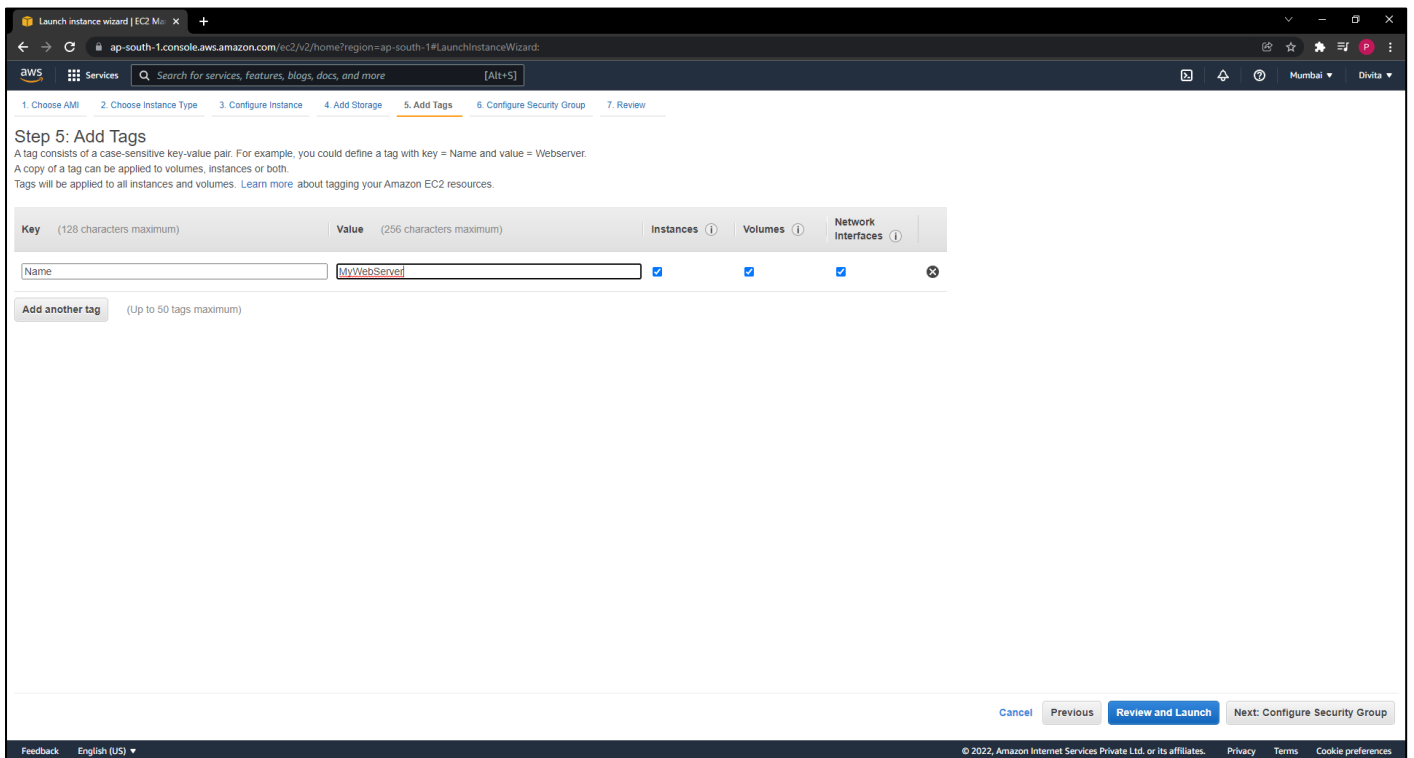 Launch instance wizard | EC2 Ma
ap-south-1.console.aws.amazon.com/ec2/v2/home?region=ap-south-1#LaunchInstanceWizard:
P
aws Services Search for services, features, blogs, docs, and more [Alt+S] Mumbai Divita
1. Choose AMI 2. Choose Instance Type 3. Configure Instance 4. Add Storage 5. Add Tags 6. Configure Security Group 7. Review
Step 5: Add Tags
A tag consists of a case-sensitive key-value pair. For example, you could define a tag with key = Name and value = Webserver.
A copy of a tag can be applied to volumes, instances or both.
Tags will be applied to all instances and volumes. Learn more about tagging your Amazon EC2 resources.
Key (128 characters maximum) Value (256 characters maximum) Instances Volumes Network Interfaces
Name MyWebServer
Add another tag (Up to 50 tags maximum)
Cancel Previous Review and Launch Next: Configure Security Group
Feedback English (US) © 2022, Amazon Internet Services Private Ltd. or its affiliates. Privacy Terms Cookie preferences